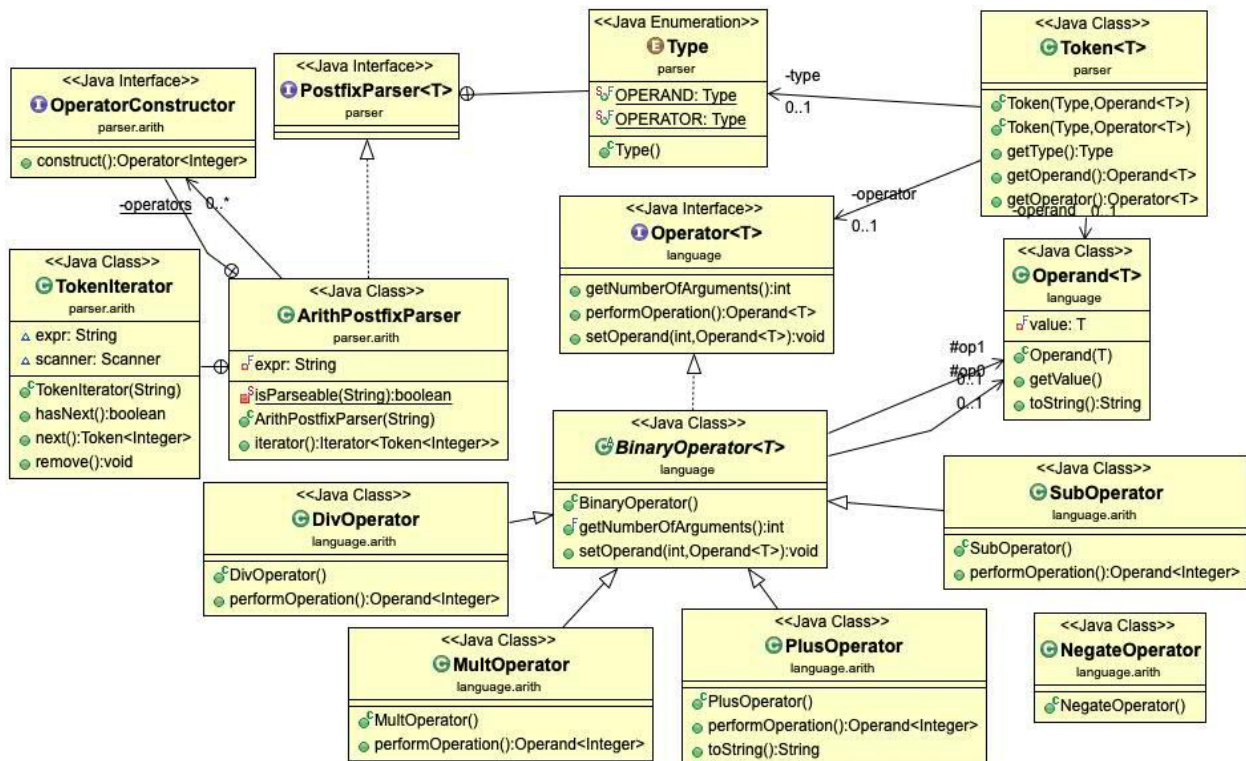 <<Java Interface>>
OperatorConstructor
parser.arith
construct():Operator<Integer>
<<Java Interface>>
PostfixParser<T>
parser
<<Java Enumeration>>
Type
parser
OPERAND: Type
OPERATOR: Type
Type()
<<Java Class>>
Token<T>
parser
Token(Type,Operand<T>)
Token(Type,Operator<T>)
getType():Type
getOperand():Operand<T>
getOperator():Operator<T>
-type
0..1
-operator
0..1
-operand 0..1
-operators
0..*
<<Java Class>>
TokenIterator
parser.arith
expr: String
scanner: Scanner
TokenIterator(String)
hasNext():boolean
next():Token<Integer>
remove():void
<<Java Class>>
ArithPostfixParser
parser.arith
expr: String
isParseable(String):boolean
ArithPostfixParser(String)
iterator():Iterator<Token<Integer>>
<<Java Interface>>
Operator<T>
language
getNumberOfArguments():int
performOperation():Operand<T>
setOperand(int,Operand<T>):void
<<Java Class>>
Operand<T>
language
value: T
Operand(T)
getValue()
toString():String
#op1
#op0
0..1
0..1
<<Java Class>>
BinaryOperator<T>
language
BinaryOperator()
getNumberOfArguments():int
setOperand(int,Operand<T>):void
<<Java Class>>
DivOperator
language.arith
DivOperator()
performOperation():Operand<Integer>
<<Java Class>>
SubOperator
language.arith
SubOperator()
performOperation():Operand<Integer>
<<Java Class>>
MultOperator
language.arith
MultOperator()
performOperation():Operand<Integer>
<<Java Class>>
PlusOperator
language.arith
PlusOperator()
performOperation():Operand<Integer>
toString():String
<<Java Class>>
NegateOperator
language.arith
NegateOperator()